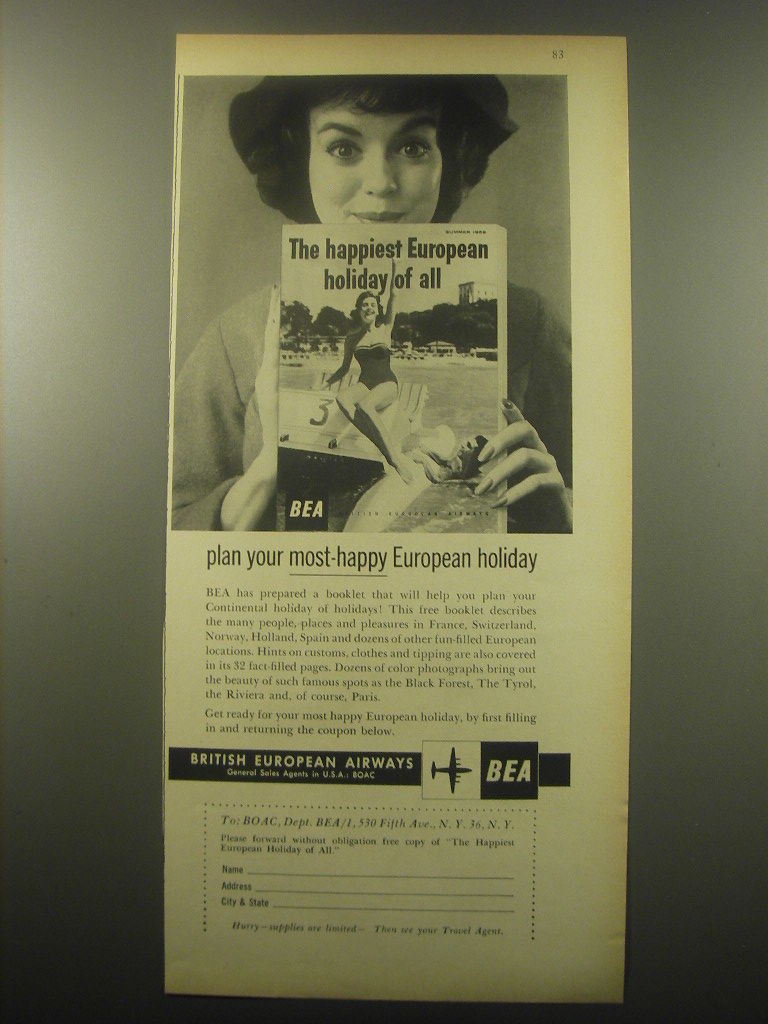 83
SUMMER 1958
The happiest European
holiday of all
3
BEA
BRITISH EUROPEAN AIRWAYS
plan your most-happy European holiday
BEA has prepared a booklet that will help you plan your
Continental holiday of holidays! This free booklet describes
the many people, places and pleasures in France, Switzerland,
Norway, Holland, Spain and dozens of other fun-filled European
locations. Hints on customs, clothes and tipping are also covered
in its 32 fact-filled pages. Dozens of color photographs bring out
the beauty of such famous spots as the Black Forest, The Tyrol,
the Riviera and, of course, Paris.
Get ready for your most happy European holiday, by first filling
in and returning the coupon below.
BRITISH EUROPEAN AIRWAYS
General Sales Agents in U.S.A.: BOAC
BEA
To: BOAC, Dept. BEA/1, 530 Fifth Ave., N. Y. 36, N. Y.
Please forward without obligation free copy of "The Happiest
European Holiday of All."
Name
Address
City & State
Hurry—supplies are limited— Then see your Travel Agent.